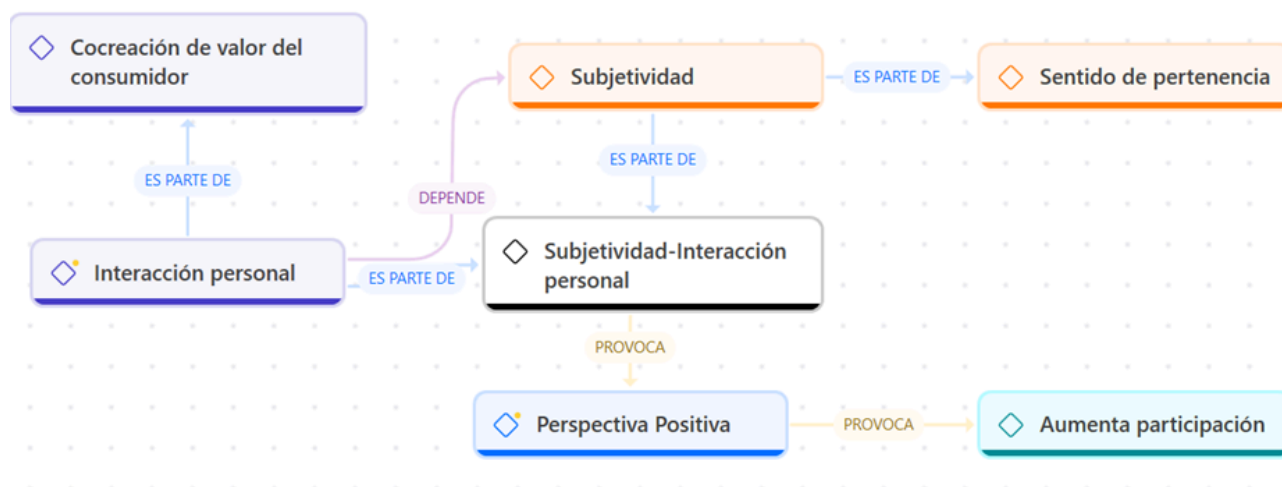 Cocreación de valor del
consumidor
Subjetividad
ES PARTE DE
Sentido de pertenencia
ES PARTE DE
ES PARTE DE
DEPENDE
Interacción personal
ES PARTE DE
Subjetividad-Interacción
personal
PROVOCA
Perspectiva Positiva
PROVOCA
Aumenta participación